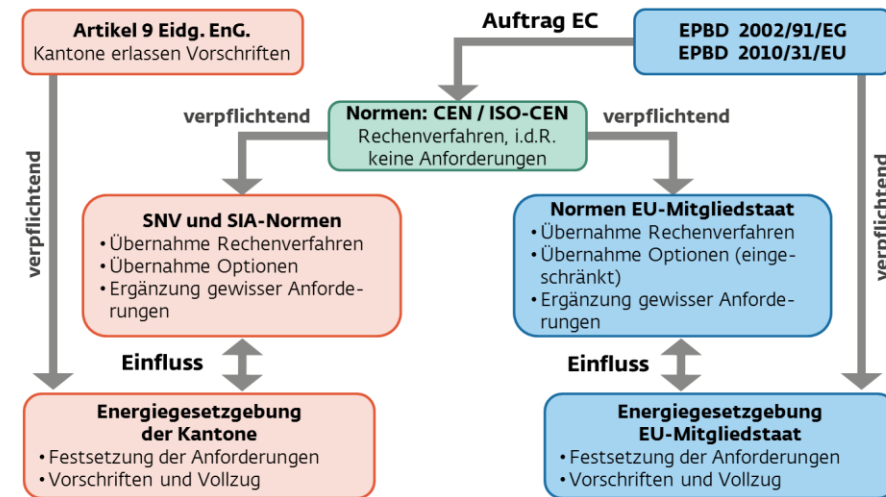 Artikel 9 Eidg. EnG.
Kantone erlassen Vorschriften
Auftrag EC
EPBD 2002/91/EG
EPBD 2010/31/EU
verpflichtend
Normen: CEN / ISO-CEN
Rechenverfahren, i.d.R.
keine Anforderungen
verpflichtend
verpflichtend
verpflichtend
SNV und SIA-Normen
• Übernahme Rechenverfahren
• Übernahme Optionen
• Ergänzung gewisser Anforde-
rungen
Normen EU-Mitgliedstaat
• Übernahme Rechenverfahren
• Übernahme Optionen (einge-
schränkt)
• Ergänzung gewisser Anforde-
rungen
Einfluss
Einfluss
Energiegesetzgebung
der Kantone
• Festsetzung der Anforderungen
• Vorschriften und Vollzug
Energiegesetzgebung
EU-Mitgliedstaat
• Festsetzung der Anforderungen
• Vorschriften und Vollzug